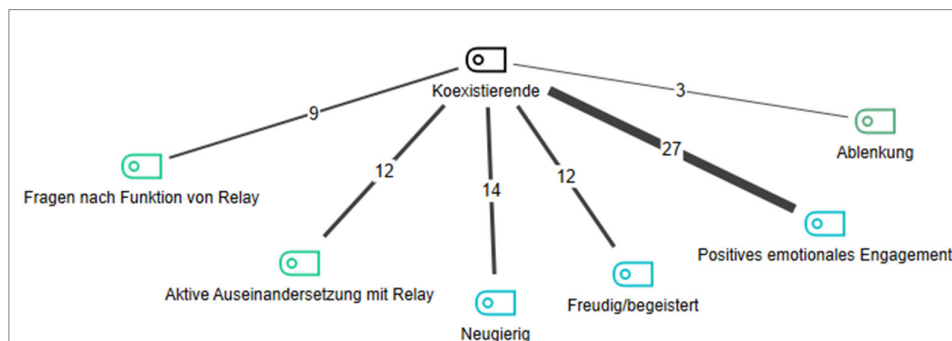 Koexistierende
3
9
Ablenkung
27
12
14
12
Fragen nach Funktion von Relay
Positives emotionales Engagement
Aktive Auseinandersetzung mit Relay
Freudig/begeistert
Neugierig